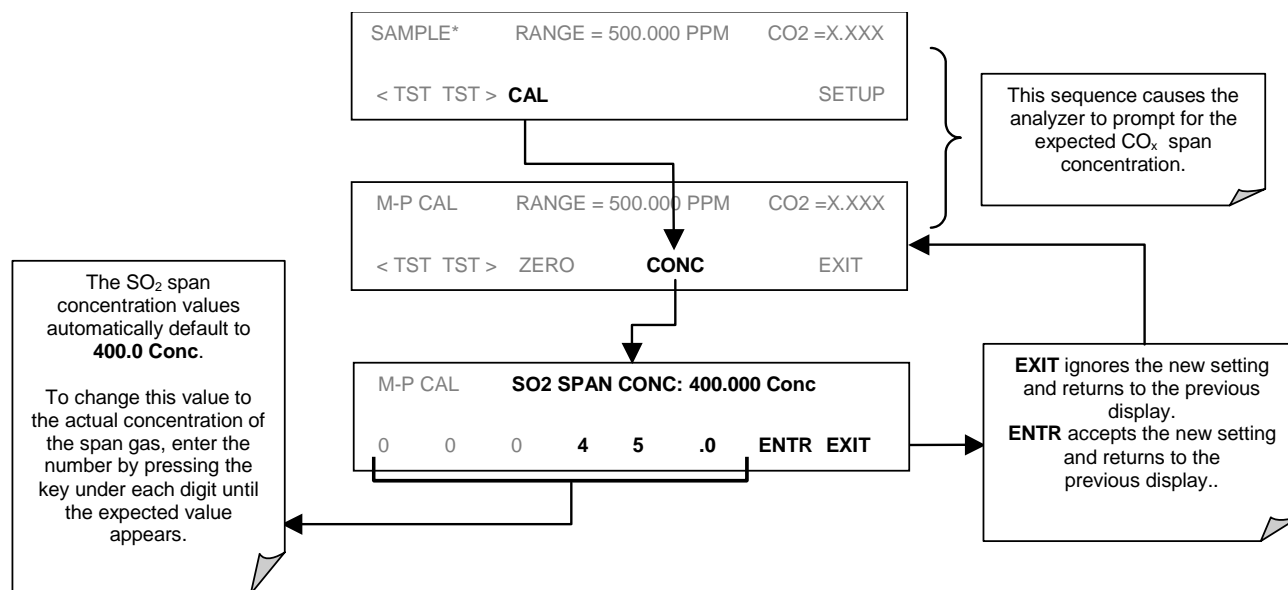 SAMPLE* RANGE = 500.000 PPM CO2 =X.XXX
< TST TST > CAL SETUP
This sequence causes the
analyzer to prompt for the
expected COₓ span
concentration.
M-P CAL RANGE = 500.000 PPM CO2 =X.XXX
< TST TST > ZERO CONC EXIT
The SO₂ span
concentration values
automatically default to
400.0 Conc.
To change this value to
the actual concentration of
the span gas, enter the
number by pressing the
key under each digit until
the expected value
appears.
M-P CAL SO2 SPAN CONC: 400.000 Conc
0 0 0 4 5 .0 ENTR EXIT
EXIT ignores the new setting
and returns to the previous
display.
ENTR accepts the new setting
and returns to the
previous display..